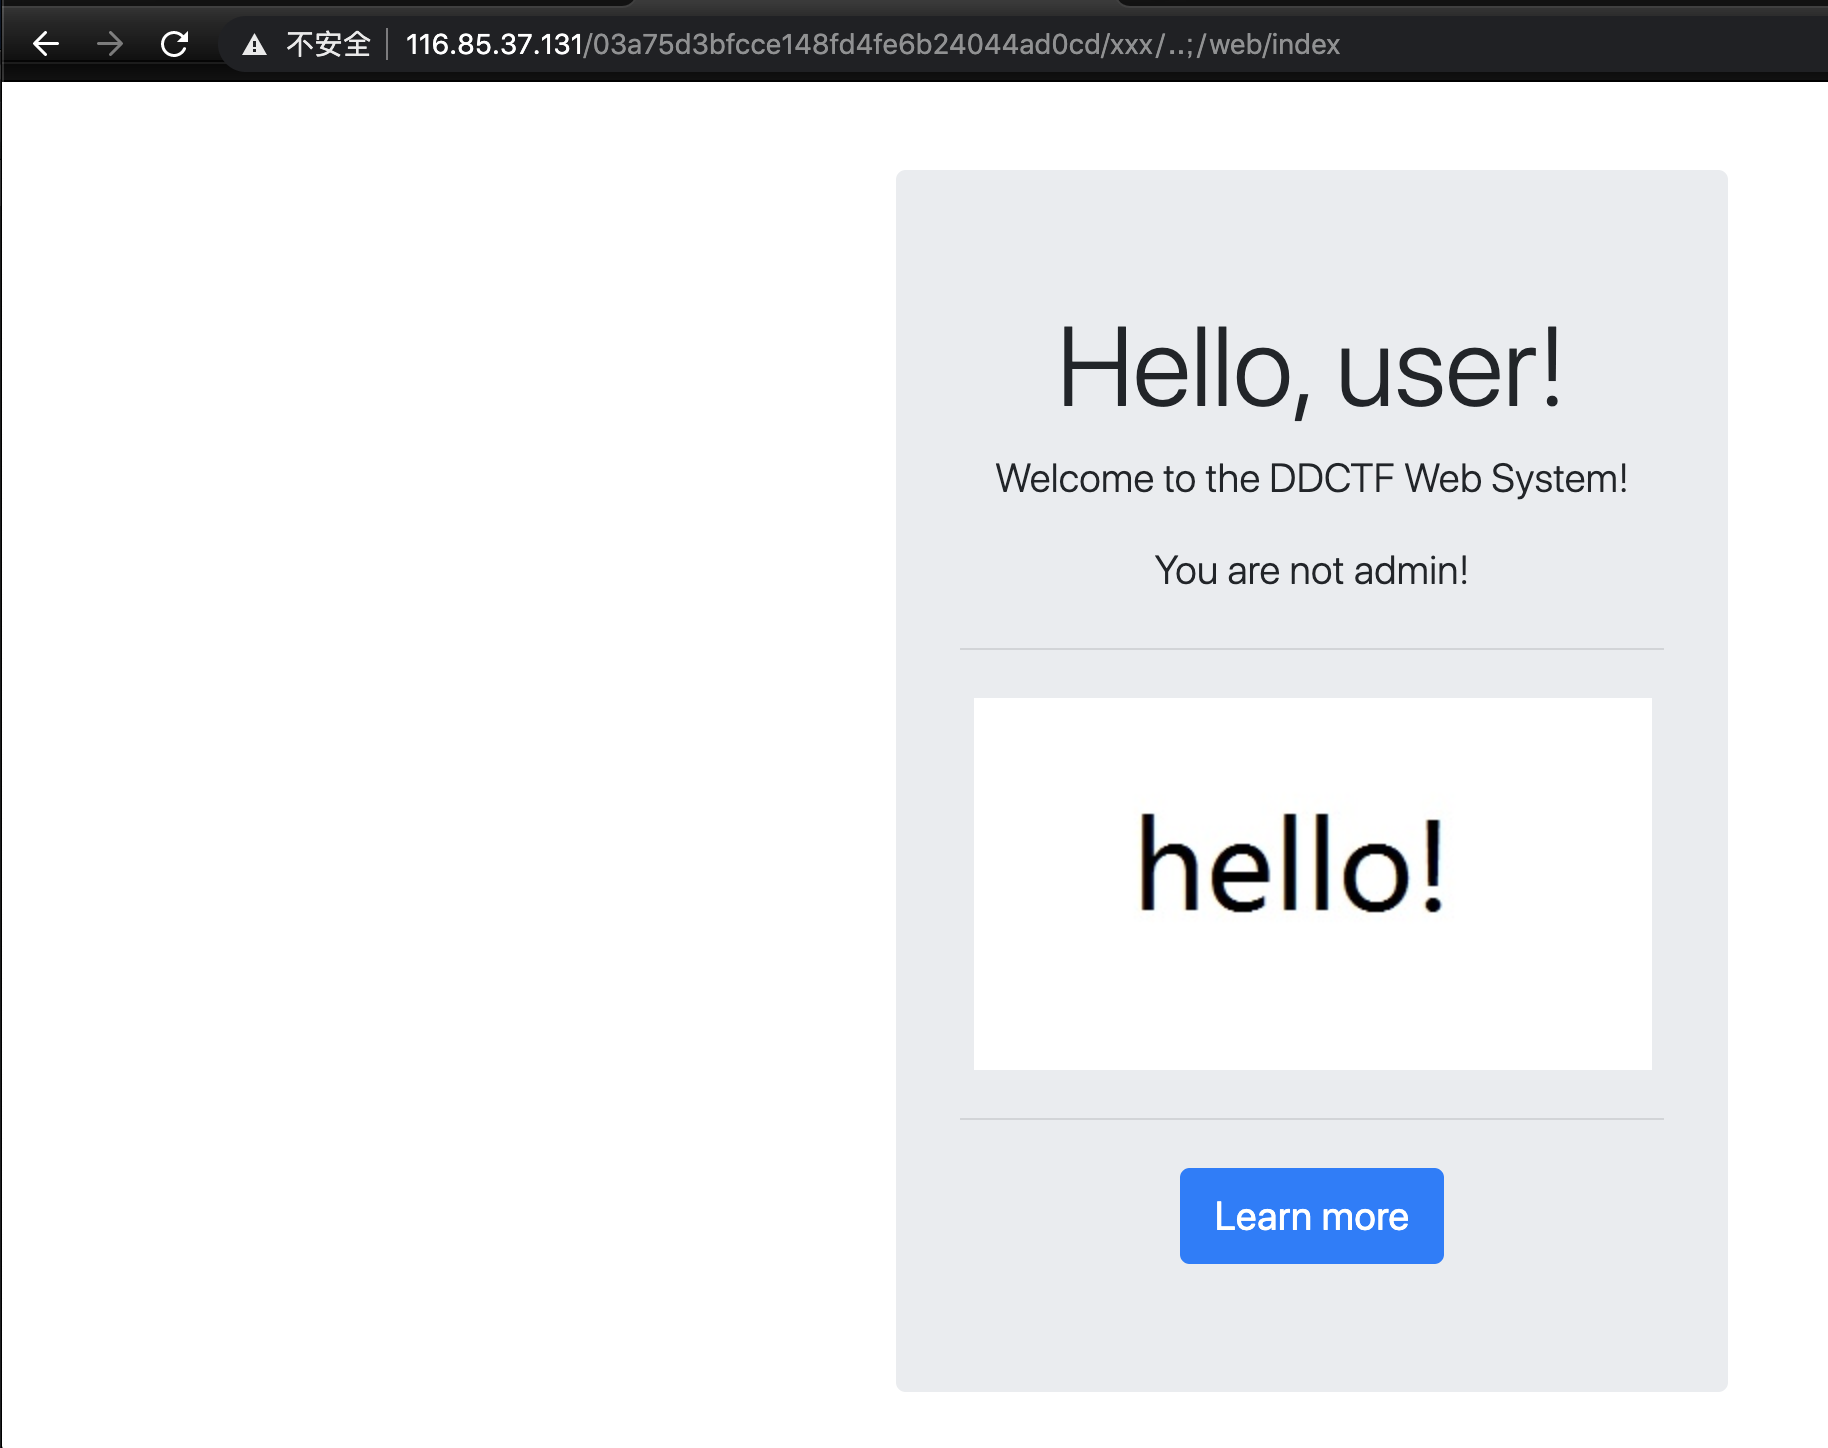 不安全 116.85.37.131/03a75d3bfcce148fd4fe6b24044ad0cd/xxx/..;/web/index
Hello, user!
Welcome to the DDCTF Web System!
You are not admin!
hello!
Learn more